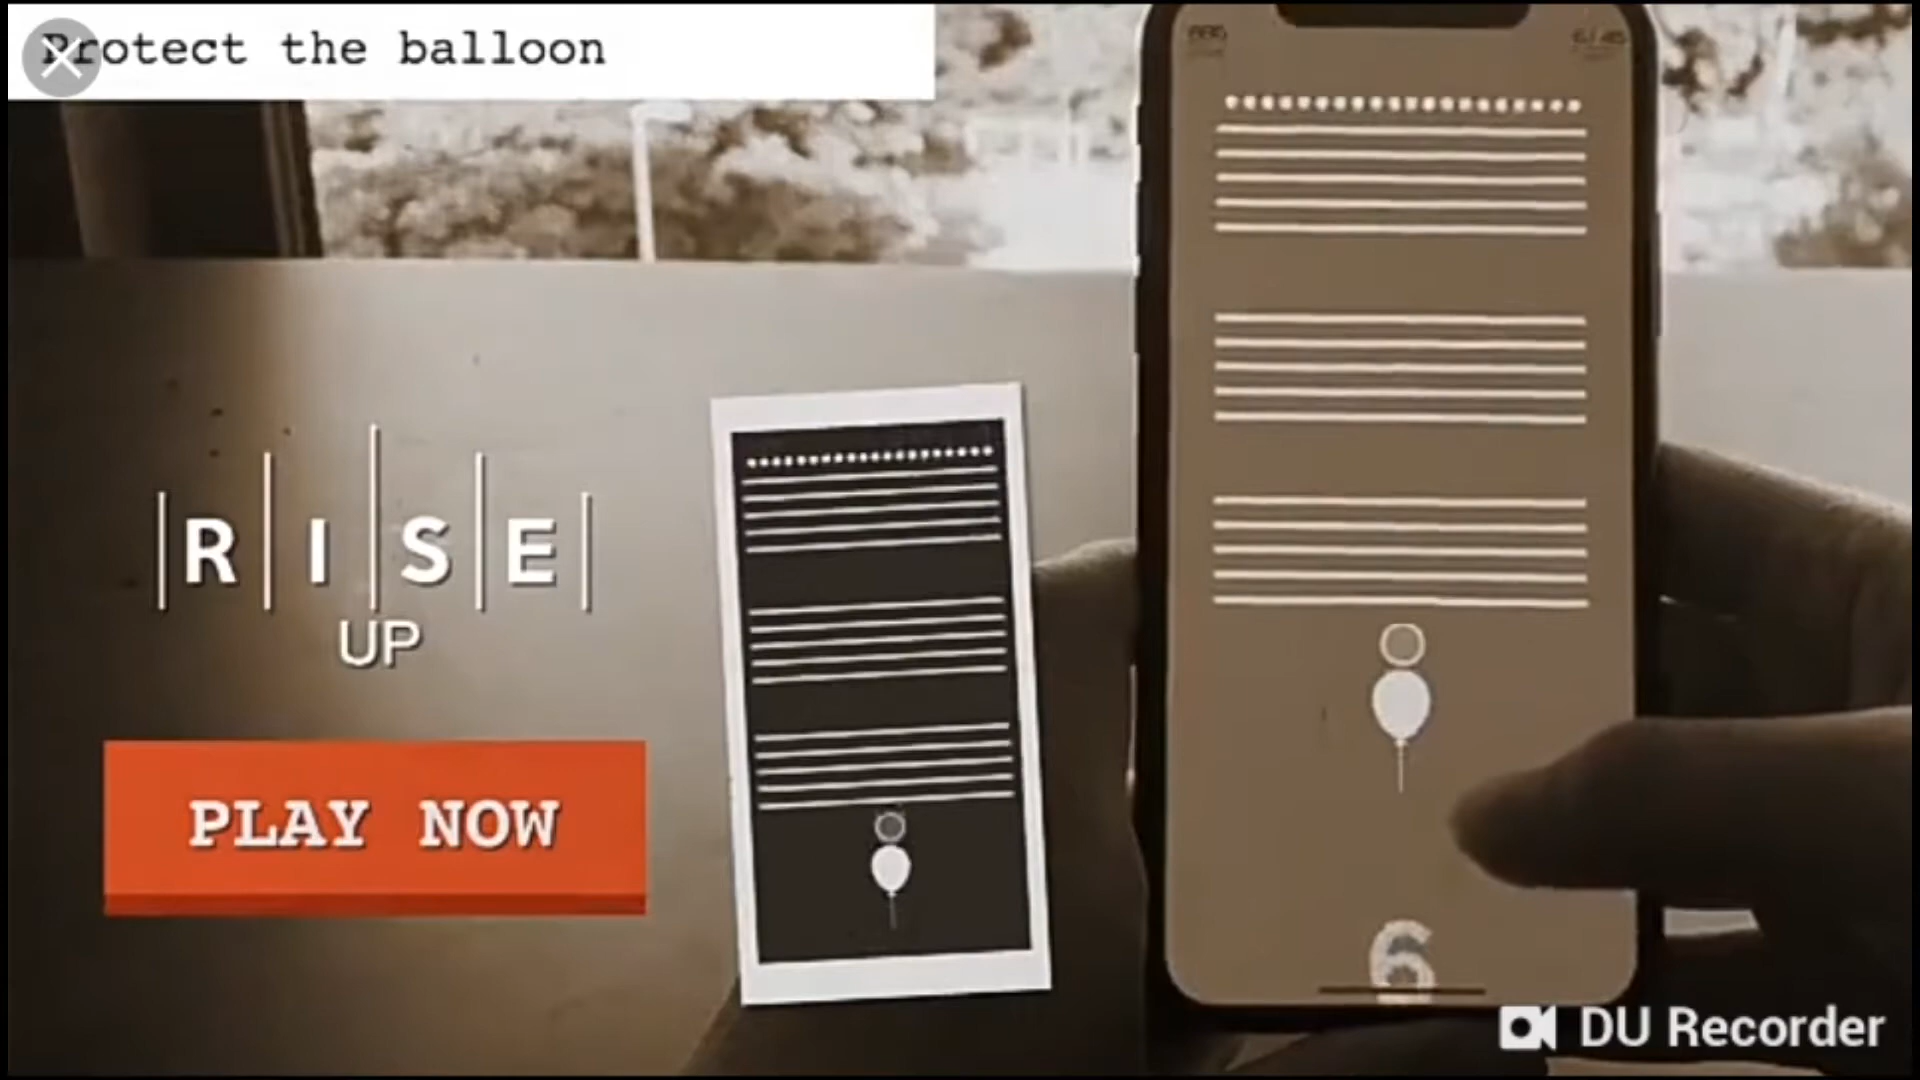 Protect the balloon
RISE
UP
PLAY NOW
6
DU Recorder